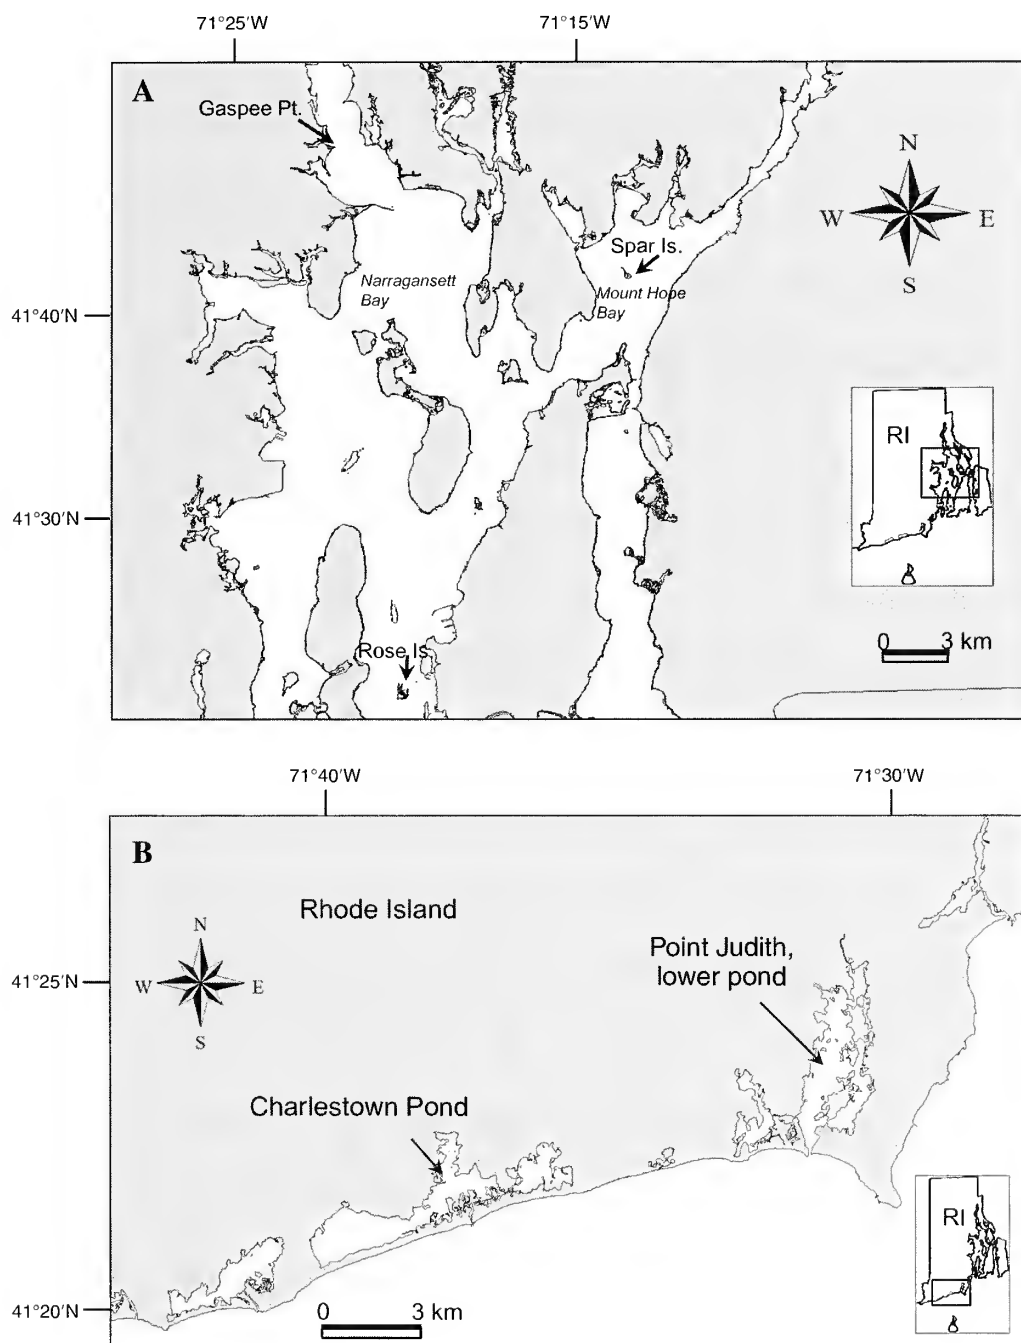 71°25′W
71°15′W
A
Gaspee Pt.
N
W
E
S
Spar Is.
Narragansett
Bay
Mount Hope
Bay
41°40′N
RI
41°30′N
0 3 km
Rose Is.
71°40′W
71°30′W
B
Rhode Island
N
W
E
S
41°25′N
Point Judith,
lower pond
Charlestown Pond
RI
41°20′N
0 3 km